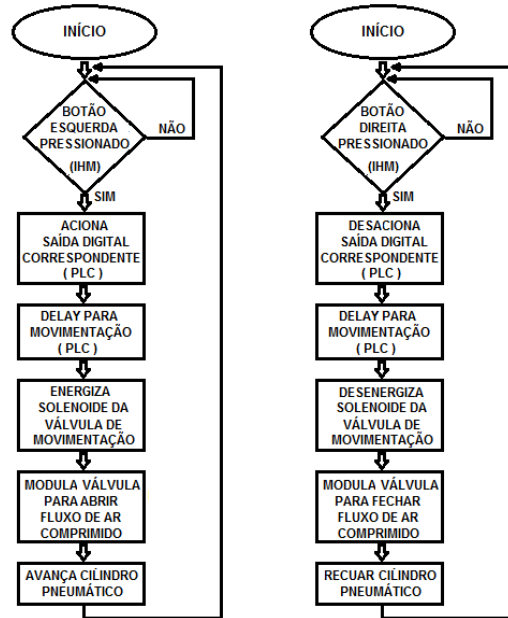 INÍCIO
BOTÃO
ESQUERDA
PRESSIONADO
(IHM)
NÃO
SIM
ACIONA
SAÍDA DIGITAL
CORRESPONDENTE
( PLC )
DELAY PARA
MOVIMENTAÇÃO
( PLC )
ENERGIZA
SOLENOIDE DA
VÁLVULA DE
MOVIMENTAÇÃO
MODULA VÁLVULA
PARA ABRIR
FLUXO DE AR
COMPRIMIDO
AVANÇA CILÍNDRO
PNEUMÁTICO
INÍCIO
BOTÃO
DIREITA
PRESSIONADO
(IHM)
NÃO
SIM
DESACIONA
SAÍDA DIGITAL
CORRESPONDENTE
( PLC )
DELAY PARA
MOVIMENTAÇÃO
( PLC )
DESENERGIZA
SOLENOIDE DA
VÁLVULA DE
MOVIMENTAÇÃO
MODULA VÁLVULA
PARA FECHAR
FLUXO DE AR
COMPRIMIDO
RECUAR CILÍNDRO
PNEUMÁTICO